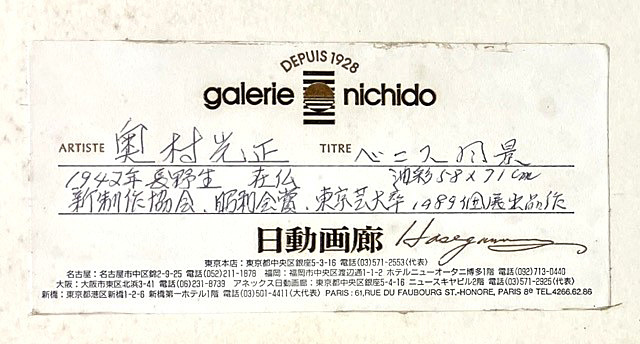 DEPUIS 1928
galerie nichido
ARTISTE 奥村光正 TITRE ベニス風景
1942年長野生 在仏 油彩58×71cm
新制作協会、昭和会賞、東京芸大卒 1989個展出品作
日動画廊 Hasegawa
東京本店：東京都中央区銀座5-3-16 電話(03)571-2553(代表)
名古屋：名古屋市中区錦2-9-25 電話(052)211-1878 福岡：福岡市中央区渡辺通1-1-2 ホテルニューオータニ博多1階 電話(092)713-0440
大阪：大阪市東区北浜3-41 電話(06)231-8739 アネックス日動画廊：東京都中央区銀座5-4-16 ニュースキヤビル2階 電話(03)571-2925(代表)
新橋：東京都港区新橋1-2-6 新橋第一ホテル1階 電話(03)501-4411(大代表) PARIS：61,RUE DU FAUBOURG ST.-HONORE, PARIS 8e TEL.4266.62.86